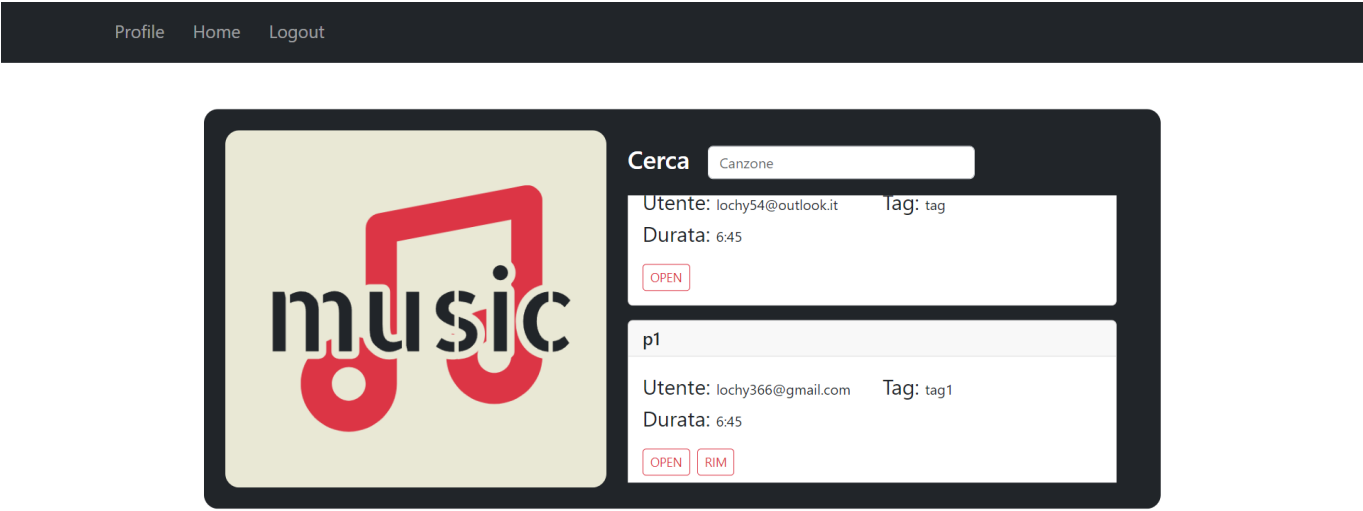 Profile Home Logout
music
Cerca Canzone
Utente: lochy54@outlook.it Tag: tag
Durata: 6:45
OPEN
p1
Utente: lochy366@gmail.com Tag: tag1
Durata: 6:45
OPEN RIM